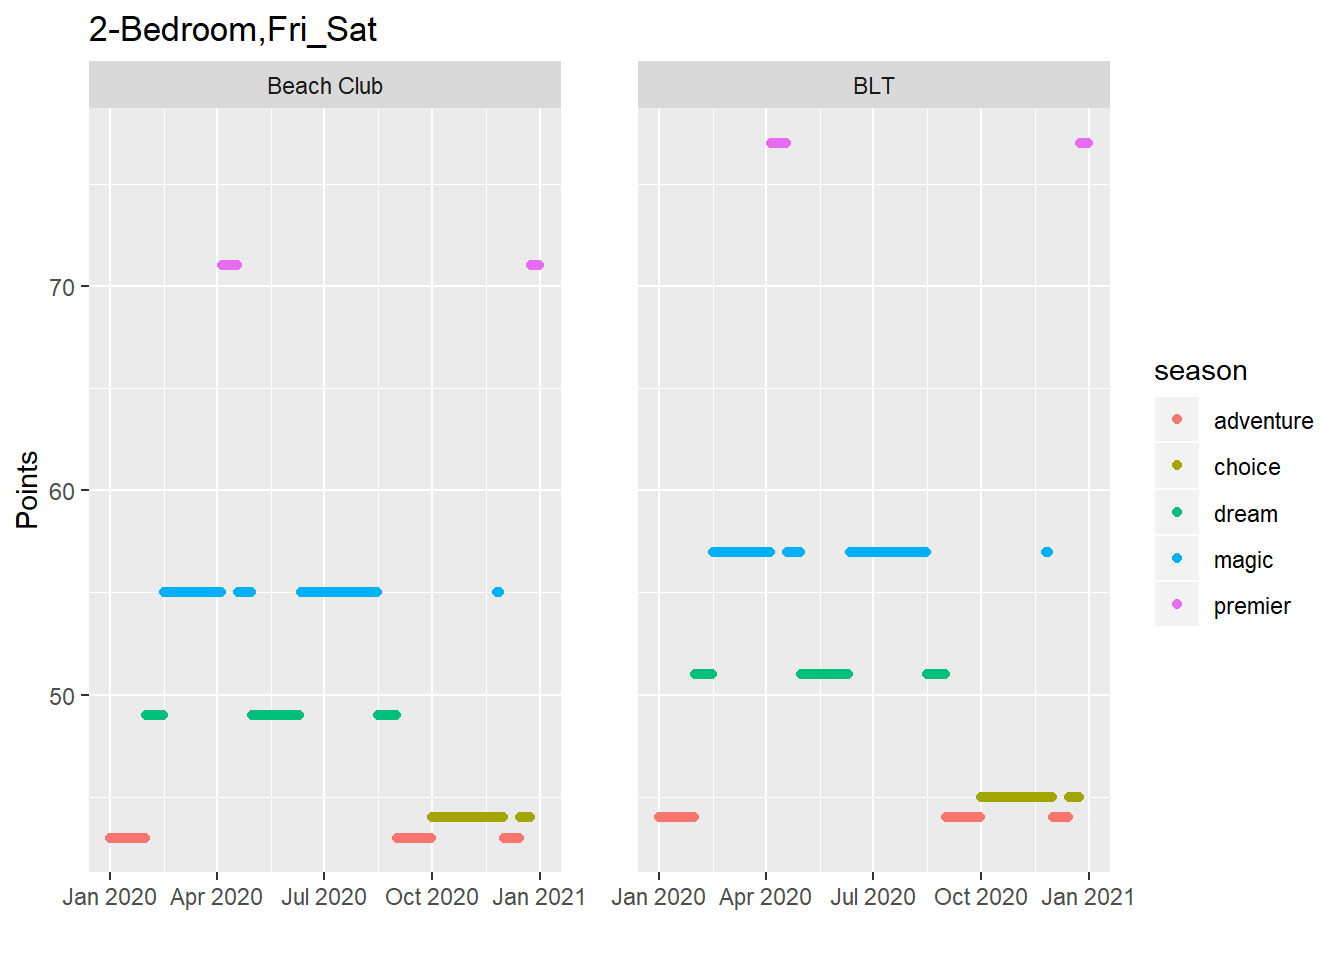 2-Bedroom,Fri_Sat
Beach Club
BLT
Points
70
60
50
Jan 2020 Apr 2020 Jul 2020 Oct 2020 Jan 2021
Jan 2020 Apr 2020 Jul 2020 Oct 2020 Jan 2021
season
adventure
choice
dream
magic
premier